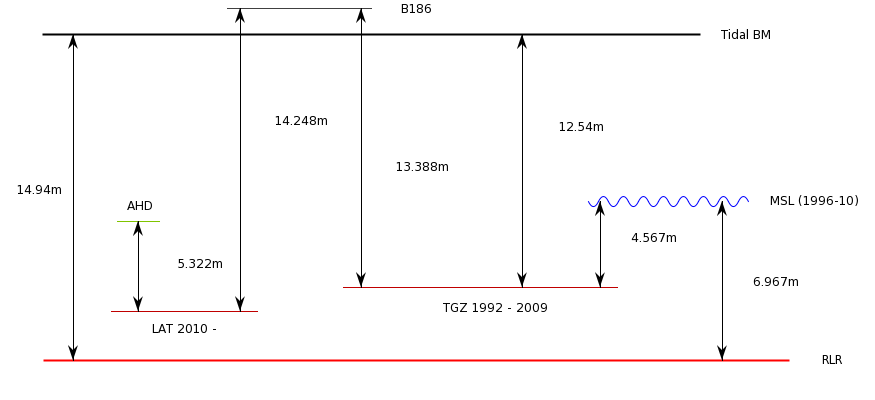 B186
Tidal BM
14.248m
12.54m
13.388m
14.94m
AHD
MSL (1996-10)
4.567m
5.322m
6.967m
TGZ 1992 - 2009
LAT 2010 -
RLR